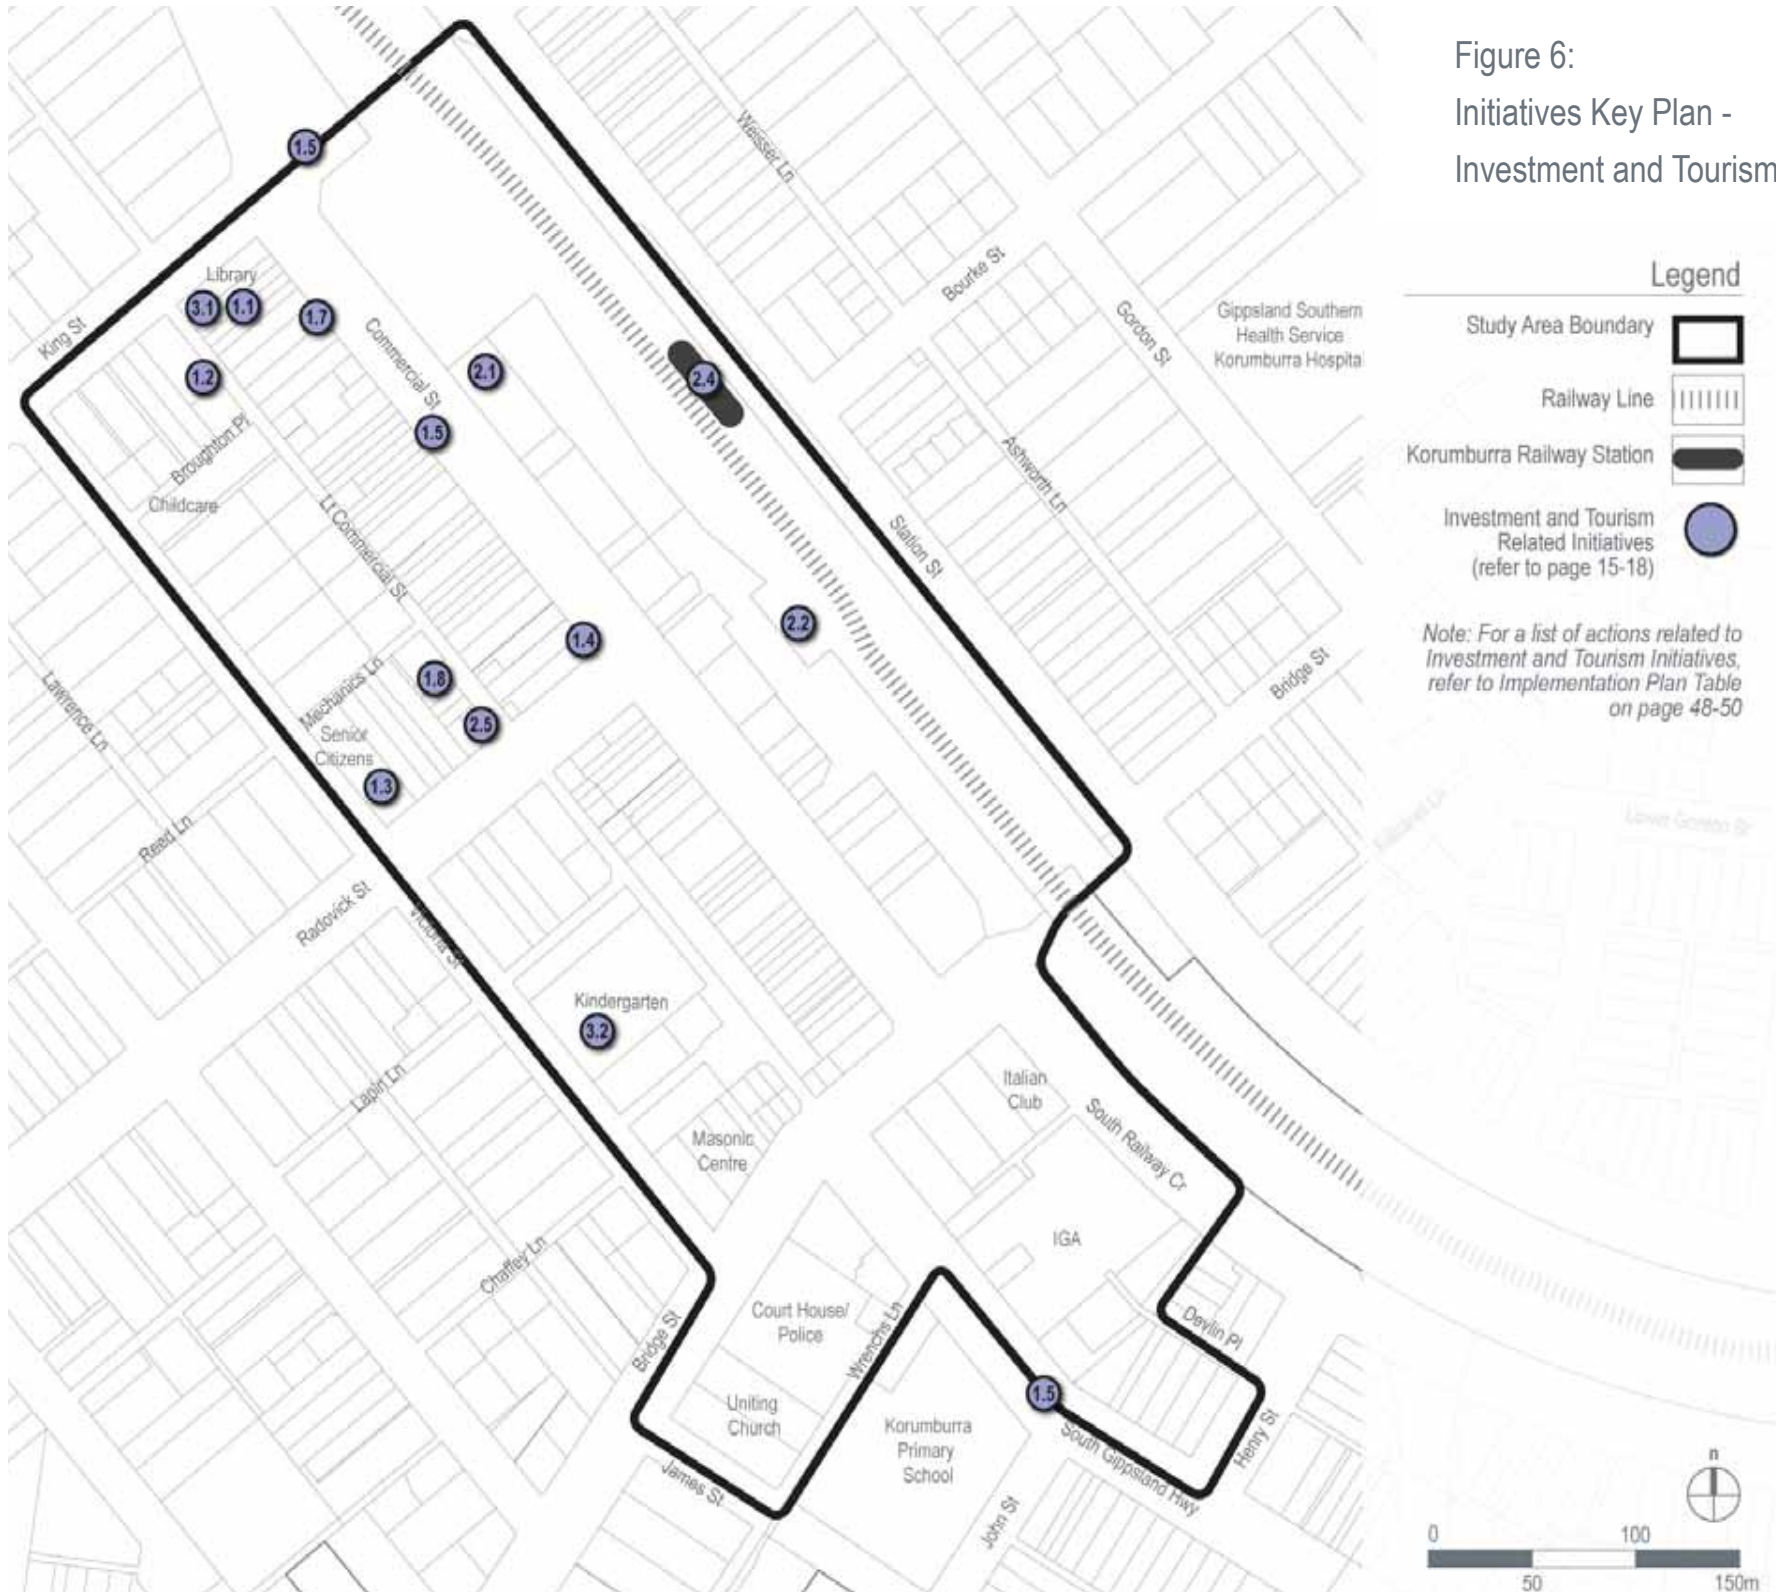 Figure 6:
Initiatives Key Plan -
Investment and Tourism
Legend
Study Area Boundary
Railway Line
Korumburra Railway Station
Investment and Tourism
Related Initiatives
(refer to page 15-18)
Note: For a list of actions related to
Investment and Tourism Initiatives,
refer to Implementation Plan Table
on page 48-50
1.5
Weisser Ln
Library
3.1
1.1
1.7
King St
1.2
Commercial St
2.1
1.5
2.4
Bourke St
Gordon St
Gippsland Southern
Health Service
Korumburra Hospita
Broughton Pl
Childcare
Lt Commercial St
Ashworth Ln
Station St
2.2
1.4
Mechanics Ln
1.8
2.5
Senior
Citizens
1.3
Lawrence Ln
Bridge St
Reed Ln
Radovick St
Victoria St
Lower Gordon St
Kindergarten
3.2
Lapin Ln
Masonic
Centre
Italian
Club
South Railway Cr
IGA
Chaffey Ln
Bridge St
Court House/
Police
Wrenchs Ln
Devlin Pl
Uniting
Church
1.5
Korumburra
Primary
School
South Gippsland Hwy
Henry St
James St
John St
n
0
100
50
150m